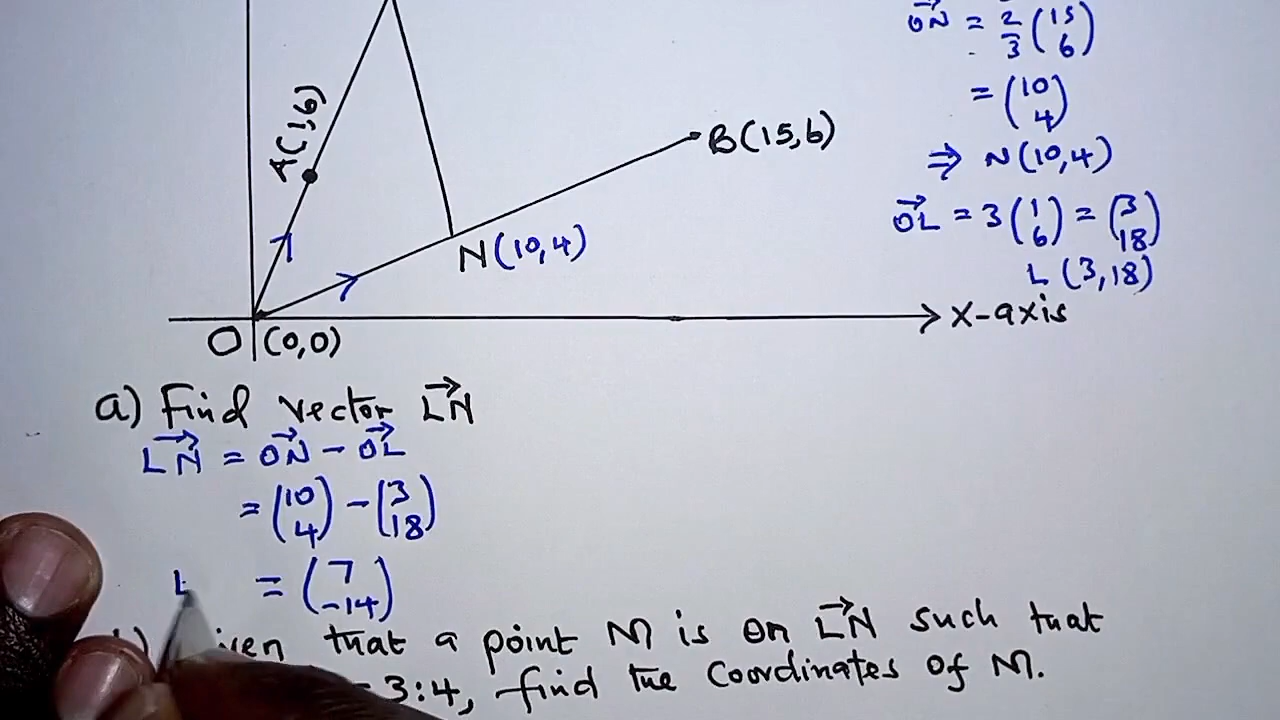 →ON = 2/3 (15 6)
= (10 4)
⇒ N(10,4)
→OL = 3(1 6) = (3 18)
L (3,18)
A(1,6)
B(15,6)
N(10,4)
X-axis
O (0,0)
a) Find vector →LN
→LN = →ON - →OL
= (10 4) - (3 18)
L = (7 -14)
that a point M is on →LN such that
3:4, find the coordinates of M.